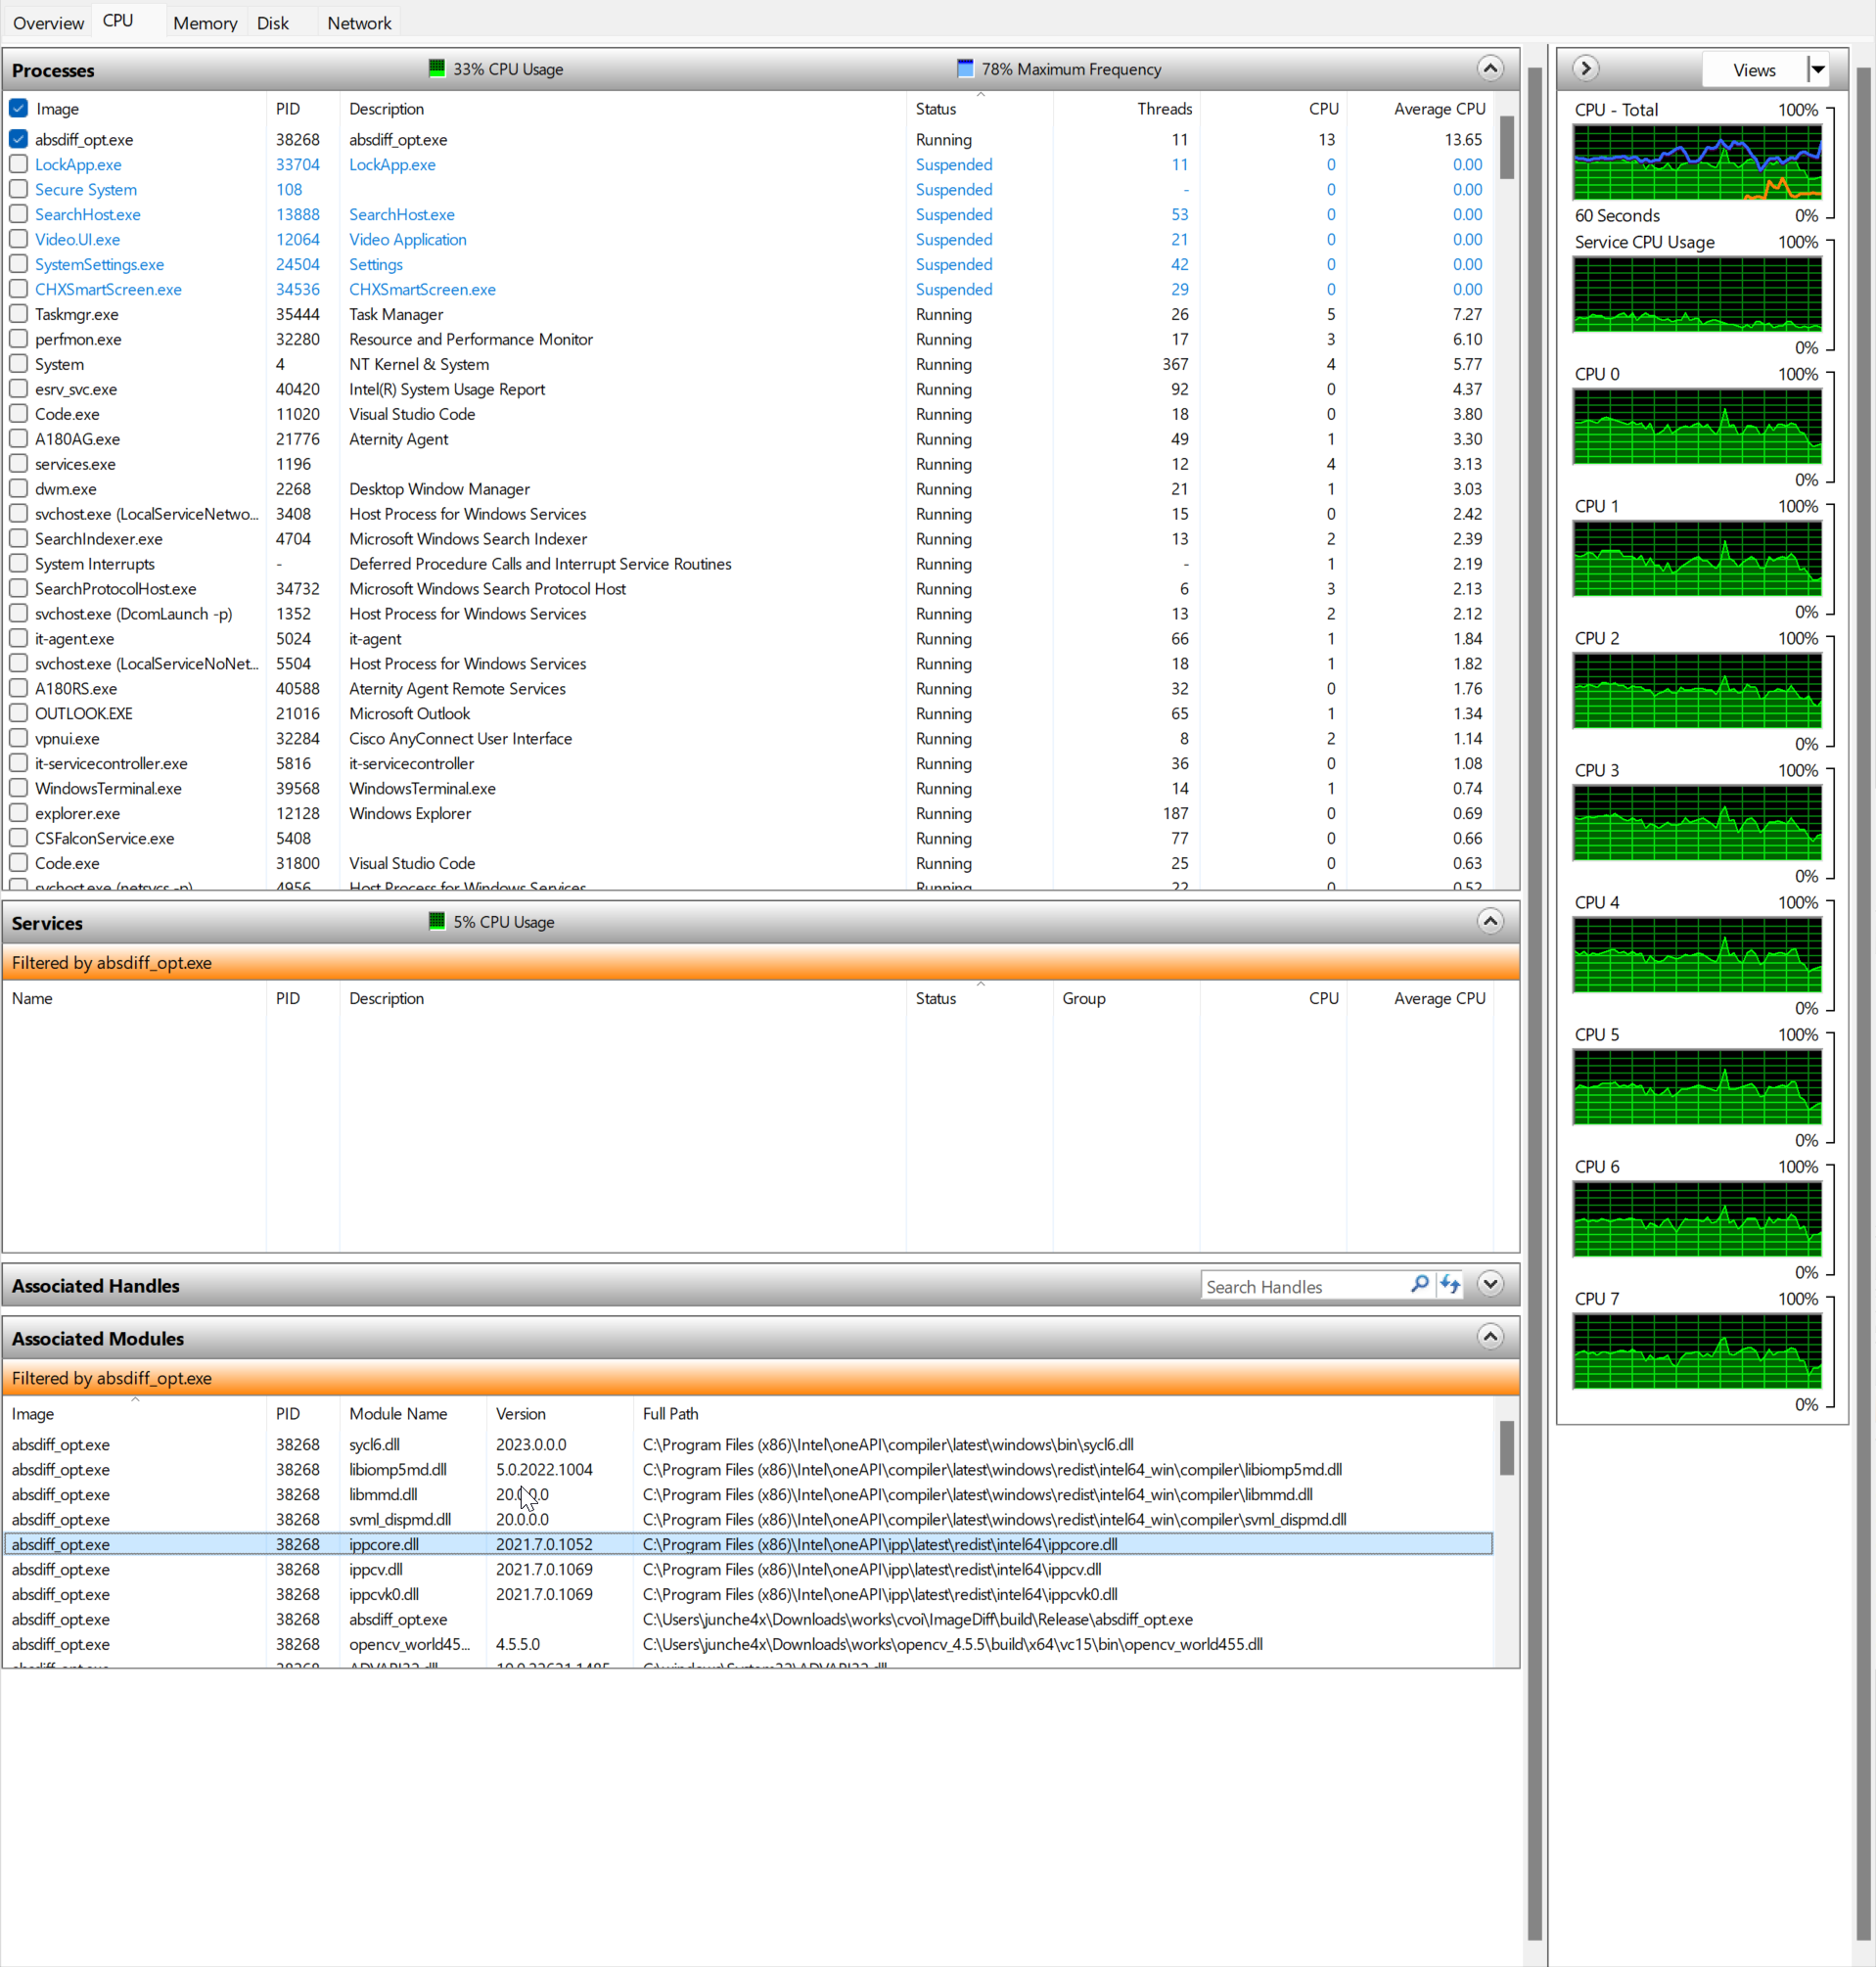 Overview CPU Memory Disk Network
Processes 33% CPU Usage 78% Maximum Frequency
Image PID Description Status Threads CPU Average CPU
absdiff_opt.exe 38268 absdiff_opt.exe Running 11 13 13.65
LockApp.exe 33704 LockApp.exe Suspended 11 0 0.00
Secure System 108 Suspended - 0 0.00
SearchHost.exe 13888 SearchHost.exe Suspended 53 0 0.00
Video.UI.exe 12064 Video Application Suspended 21 0 0.00
SystemSettings.exe 24504 Settings Suspended 42 0 0.00
CHXSmartScreen.exe 34536 CHXSmartScreen.exe Suspended 29 0 0.00
Taskmgr.exe 35444 Task Manager Running 26 5 7.27
perfmon.exe 32280 Resource and Performance Monitor Running 17 3 6.10
System 4 NT Kernel & System Running 367 4 5.77
esrv_svc.exe 40420 Intel(R) System Usage Report Running 92 0 4.37
Code.exe 11020 Visual Studio Code Running 18 0 3.80
A180AG.exe 21776 Aternity Agent Running 49 1 3.30
services.exe 1196 Running 12 4 3.13
dwm.exe 2268 Desktop Window Manager Running 21 1 3.03
svchost.exe (LocalServiceNetwo... 3408 Host Process for Windows Services Running 15 0 2.42
SearchIndexer.exe 4704 Microsoft Windows Search Indexer Running 13 2 2.39
System Interrupts - Deferred Procedure Calls and Interrupt Service Routines Running - 1 2.19
SearchProtocolHost.exe 34732 Microsoft Windows Search Protocol Host Running 6 3 2.13
svchost.exe (DcomLaunch -p) 1352 Host Process for Windows Services Running 13 2 2.12
it-agent.exe 5024 it-agent Running 66 1 1.84
svchost.exe (LocalServiceNoNet... 5504 Host Process for Windows Services Running 18 1 1.82
A180RS.exe 40588 Aternity Agent Remote Services Running 32 0 1.76
OUTLOOK.EXE 21016 Microsoft Outlook Running 65 1 1.34
vpnui.exe 32284 Cisco AnyConnect User Interface Running 8 2 1.14
it-servicecontroller.exe 5816 it-servicecontroller Running 36 0 1.08
WindowsTerminal.exe 39568 WindowsTerminal.exe Running 14 1 0.74
explorer.exe 12128 Windows Explorer Running 187 0 0.69
CSFalconService.exe 5408 Running 77 0 0.66
Code.exe 31800 Visual Studio Code Running 25 0 0.63
svchost.exe (netsvcs -p) 4956 Host Process for Windows Services Running 22 0 0.52
Services 5% CPU Usage
Filtered by absdiff_opt.exe
Name PID Description Status Group CPU Average CPU
Associated Handles Search Handles
Associated Modules
Filtered by absdiff_opt.exe
Image PID Module Name Version Full Path
absdiff_opt.exe 38268 sycl6.dll 2023.0.0.0 C:\Program Files (x86)\Intel\oneAPI\compiler\latest\windows\bin\sycl6.dll
absdiff_opt.exe 38268 libiomp5md.dll 5.0.2022.1004 C:\Program Files (x86)\Intel\oneAPI\compiler\latest\windows\redist\intel64_win\compiler\libiomp5md.dll
absdiff_opt.exe 38268 libmmd.dll C:\Program Files (x86)\Intel\oneAPI\compiler\latest\windows\redist\intel64_win\compiler\libmmd.dll
absdiff_opt.exe 38268 svml_dispmd.dll 20.0.0.0 C:\Program Files (x86)\Intel\oneAPI\compiler\latest\windows\redist\intel64_win\compiler\svml_dispmd.dll
absdiff_opt.exe 38268 ippcore.dll 2021.7.0.1052 C:\Program Files (x86)\Intel\oneAPI\ipp\latest\redist\intel64\ippcore.dll
absdiff_opt.exe 38268 ippcv.dll 2021.7.0.1069 C:\Program Files (x86)\Intel\oneAPI\ipp\latest\redist\intel64\ippcv.dll
absdiff_opt.exe 38268 ippcvk0.dll 2021.7.0.1069 C:\Program Files (x86)\Intel\oneAPI\ipp\latest\redist\intel64\ippcvk0.dll
absdiff_opt.exe 38268 absdiff_opt.exe C:\Users\junche4x\Downloads\works\cvoi\ImageDiff\build\Release\absdiff_opt.exe
absdiff_opt.exe 38268 opencv_world45... 4.5.5.0 C:\Users\junche4x\Downloads\works\opencv_4.5.5\build\x64\vc15\bin\opencv_world455.dll
Views
CPU - Total 100%
60 Seconds 0%
Service CPU Usage 100%
0%
CPU 0 100%
0%
CPU 1 100%
0%
CPU 2 100%
0%
CPU 3 100%
0%
CPU 4 100%
0%
CPU 5 100%
0%
CPU 6 100%
0%
CPU 7 100%
0%